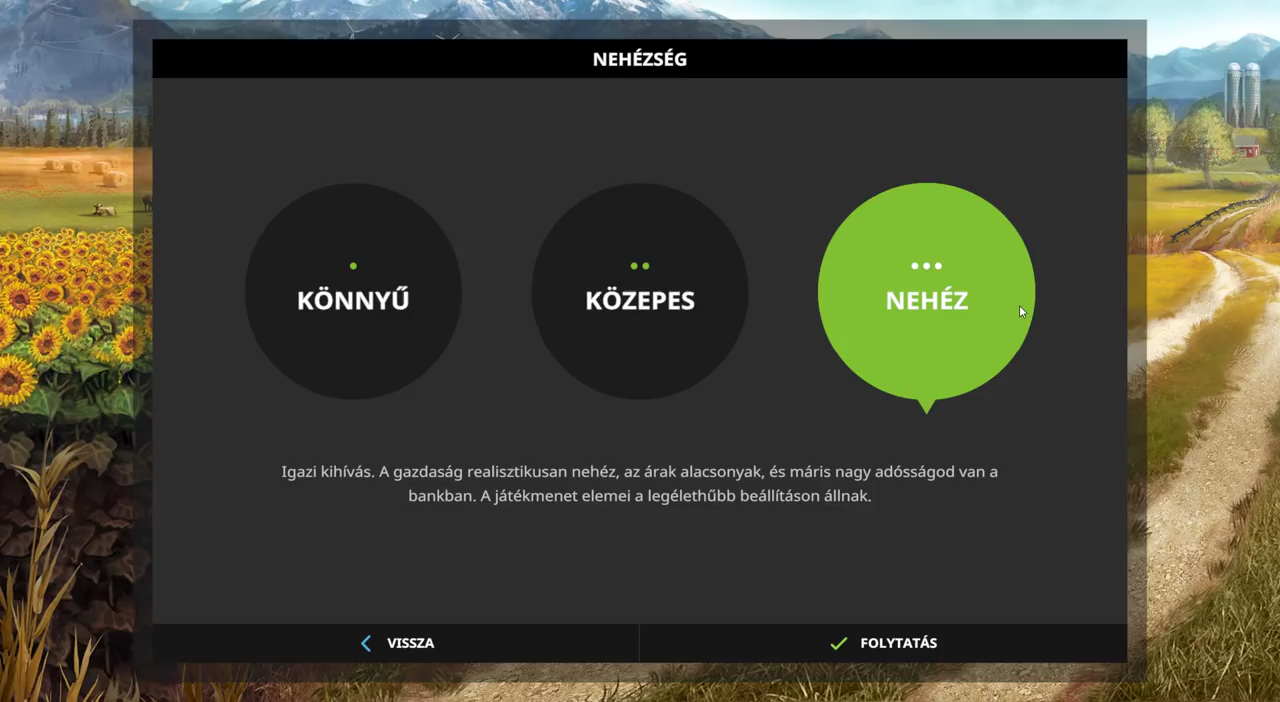 NEHÉZSÉG
KÖNNYŰ
KÖZEPES
NEHÉZ
Igazi kihívás. A gazdaság realisztikusan nehéz, az árak alacsonyak, és máris nagy adósságod van a
bankban. A játékmenet elemei a legélethűbb beállításon állnak.
VISSZA
FOLYTATÁS